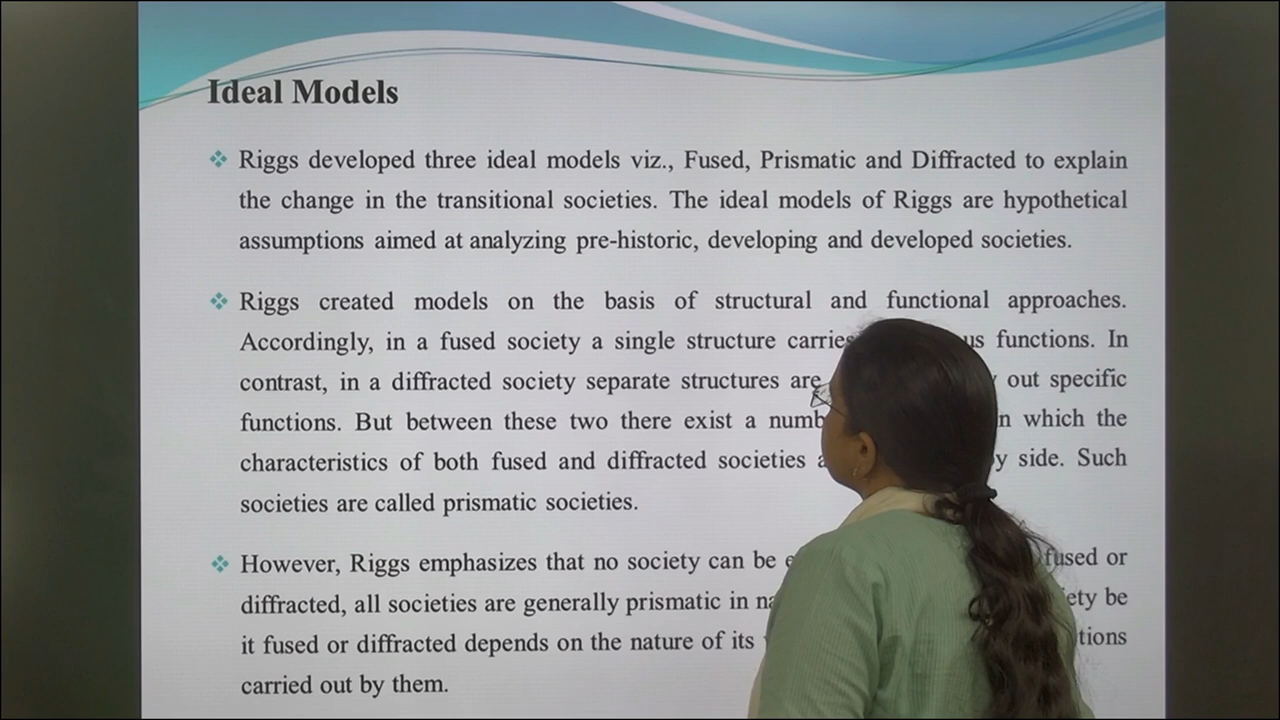 Ideal Models
Riggs developed three ideal models viz., Fused, Prismatic and Diffracted to explain
the change in the transitional societies. The ideal models of Riggs are hypothetical
assumptions aimed at analyzing pre-historic, developing and developed societies.
Riggs created models on the basis of structural and functional approaches.
Accordingly, in a fused society a single structure carries functions. In
contrast, in a diffracted society separate structures are out specific
functions. But between these two there exist a which the
characteristics of both fused and diffracted societies side. Such
societies are called prismatic societies.
However, Riggs emphasizes that no society can be fused or
diffracted, all societies are generally prismatic in be
it fused or diffracted depends on the nature of its
carried out by them.